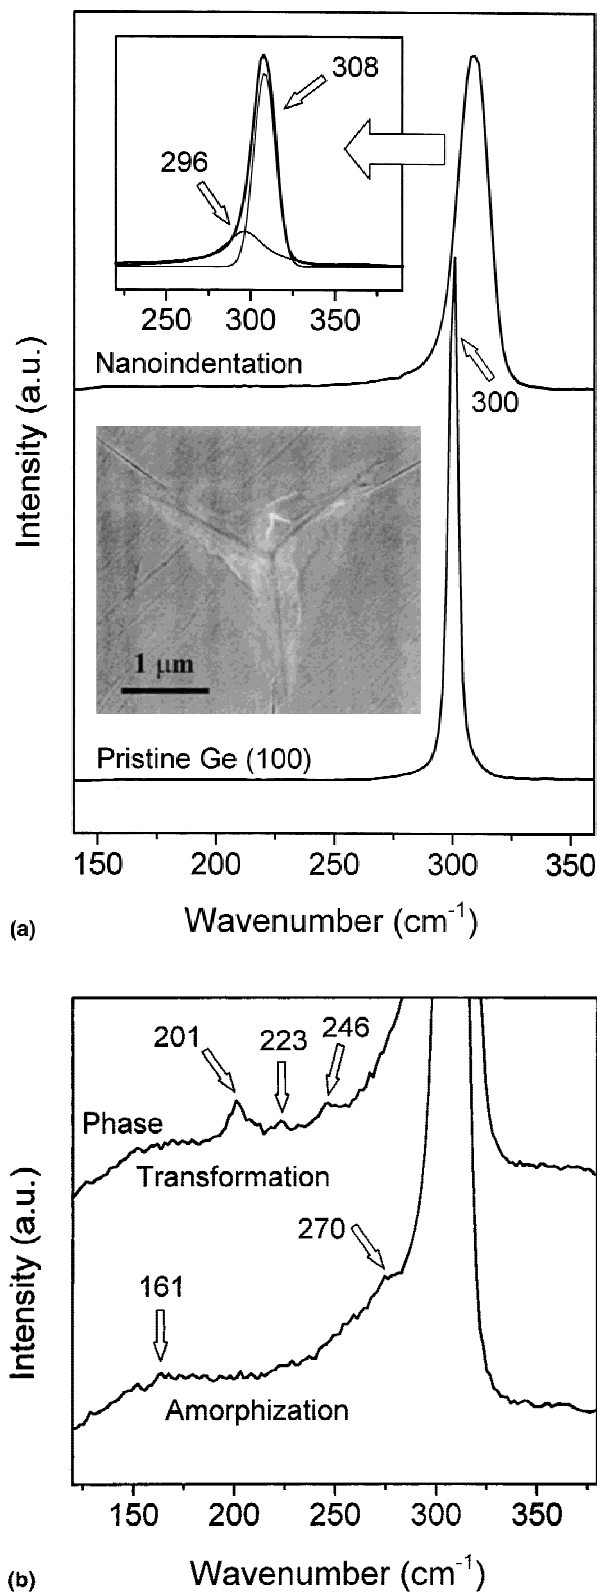 308
296
250 300 350
Nanoindentation
300
Intensity (a.u.)
1 μm
Pristine Ge (100)
150 200 250 300 350
Wavenumber (cm⁻¹)
(a)
201
223
246
Phase
Transformation
270
161
Intensity (a.u.)
Amorphization
150 200 250 300 350
Wavenumber (cm⁻¹)
(b)